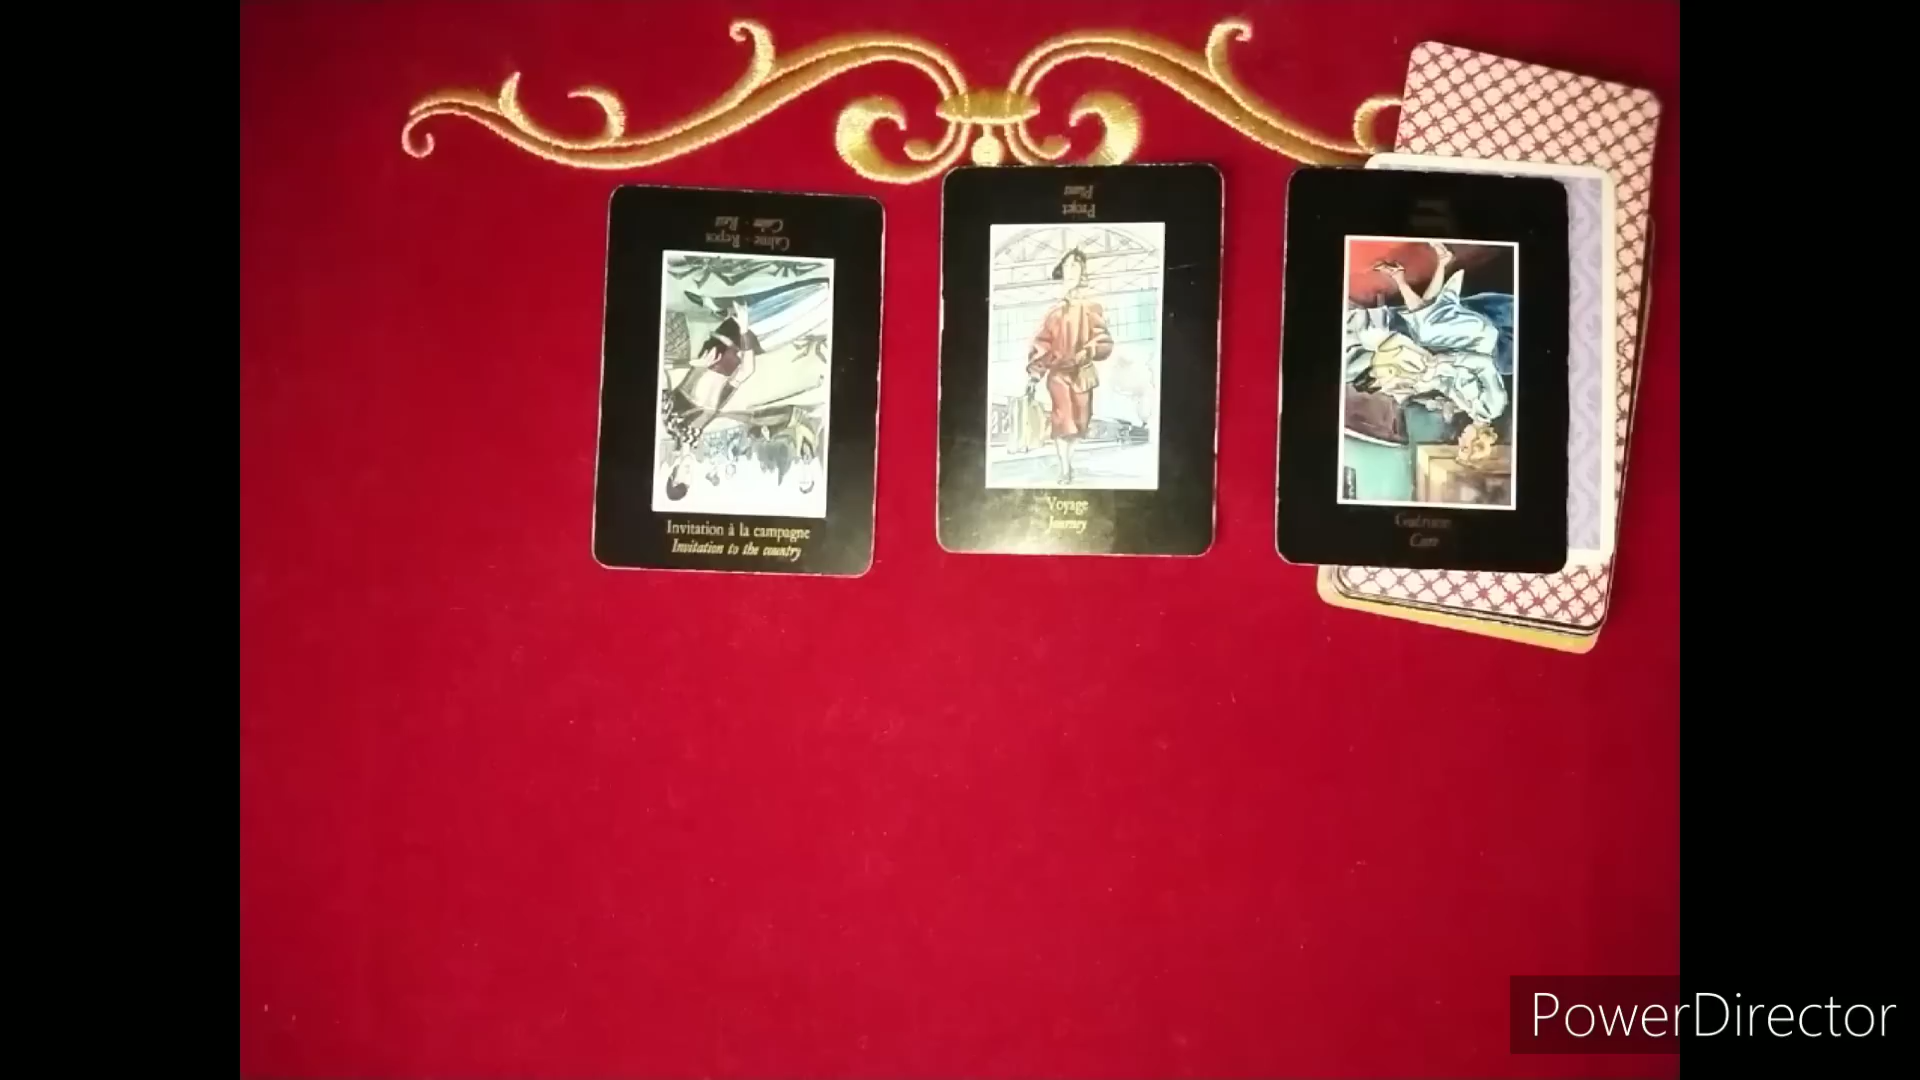 Calme - Repos
Calm - Rest
Invitation à la campagne
Invitation to the country
Projet
Plans
Voyage
Journey
Guérison
Cure
PowerDirector